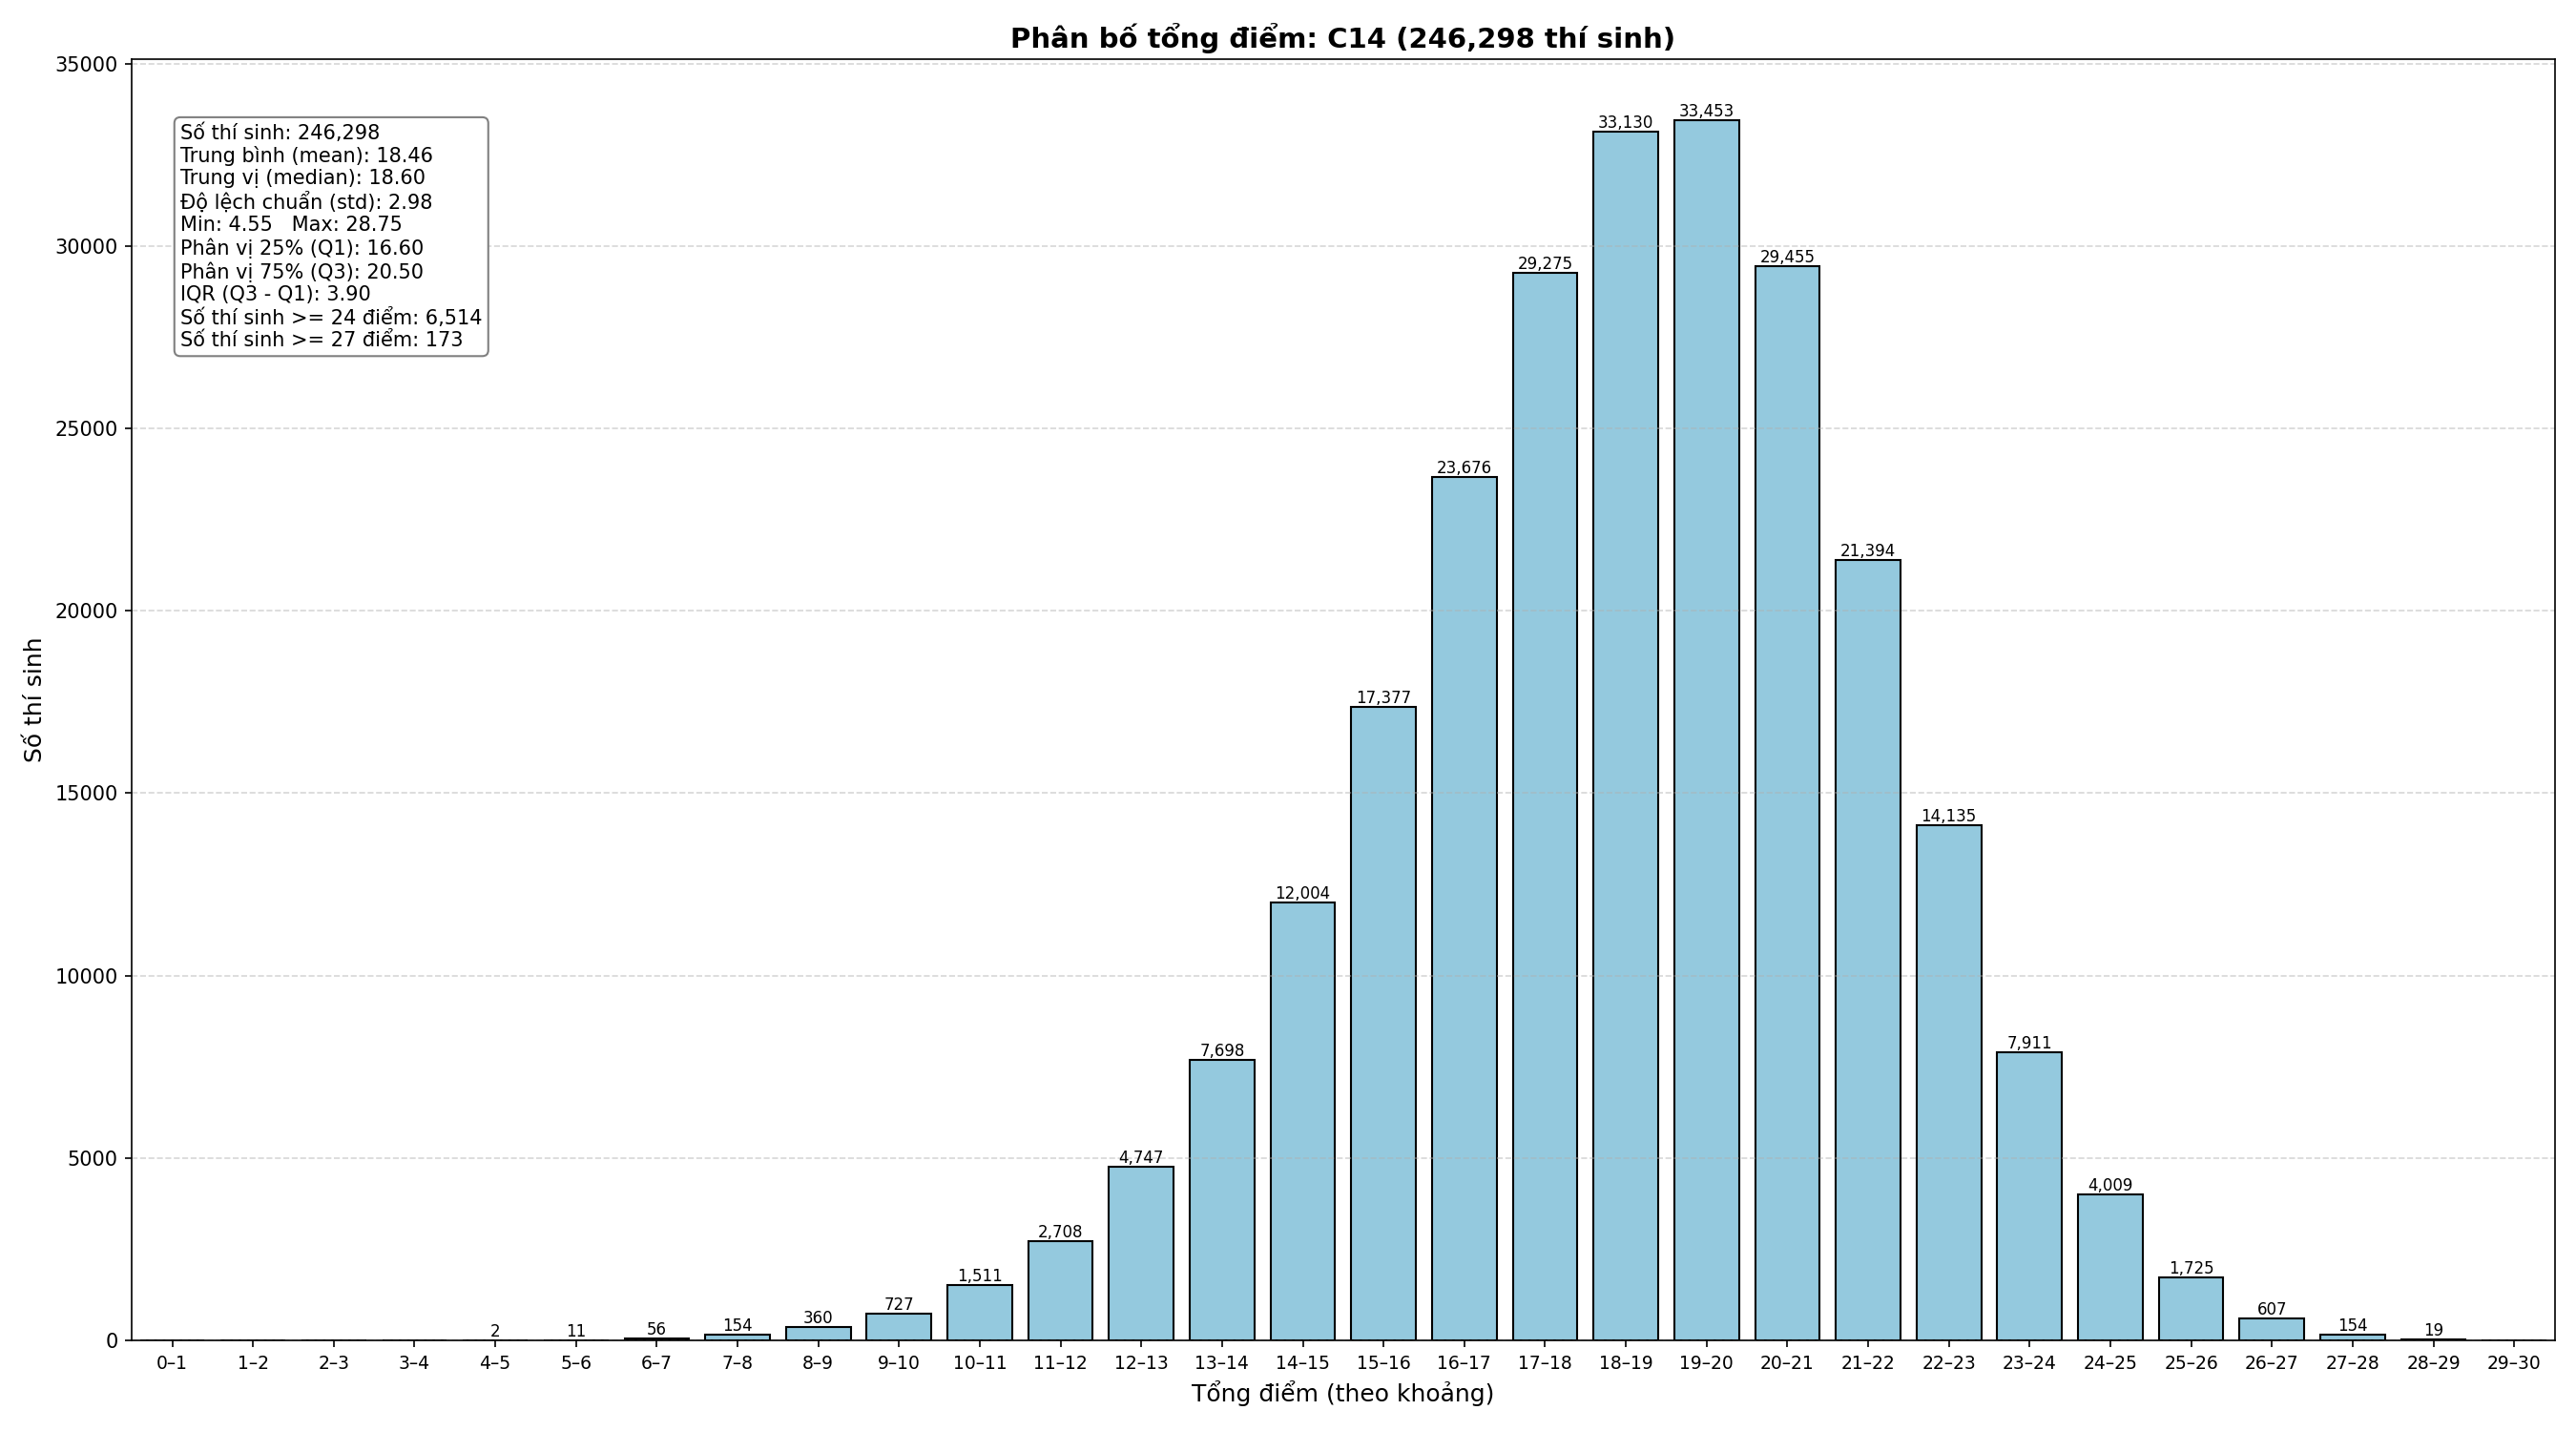 Phân bố tổng điểm: C14 (246,298 thí sinh)
Số thí sinh: 246,298
Trung bình (mean): 18.46
Trung vị (median): 18.60
Độ lệch chuẩn (std): 2.98
Min: 4.55   Max: 28.75
Phân vị 25% (Q1): 16.60
Phân vị 75% (Q3): 20.50
IQR (Q3 - Q1): 3.90
Số thí sinh >= 24 điểm: 6,514
Số thí sinh >= 27 điểm: 173
Số thí sinh
35000
30000
25000
20000
15000
10000
5000
0
2
11
56
154
360
727
1,511
2,708
4,747
7,698
12,004
17,377
23,676
29,275
33,130
33,453
29,455
21,394
14,135
7,911
4,009
1,725
607
154
19
0–1 1–2 2–3 3–4 4–5 5–6 6–7 7–8 8–9 9–10 10–11 11–12 12–13 13–14 14–15 15–16 16–17 17–18 18–19 19–20 20–21 21–22 22–23 23–24 24–25 25–26 26–27 27–28 28–29 29–30
Tổng điểm (theo khoảng)